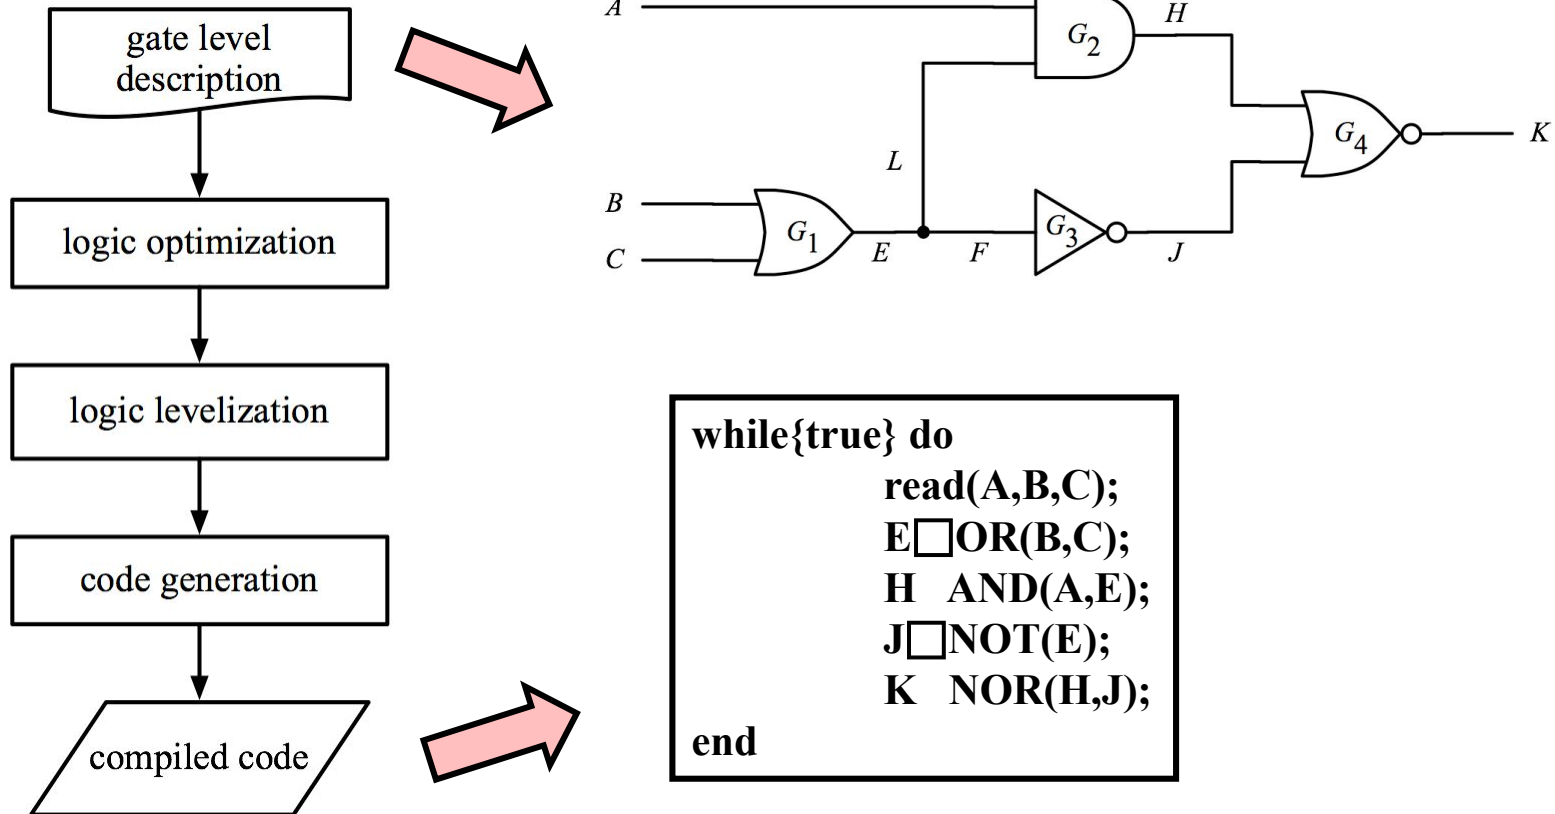 gate level
description
logic optimization
logic levelization
code generation
compiled code
A
H
G2
L
G4
K
B
C
G1
E
F
G3
J
while{true} do
read(A,B,C);
E□OR(B,C);
H AND(A,E);
J□NOT(E);
K NOR(H,J);
end